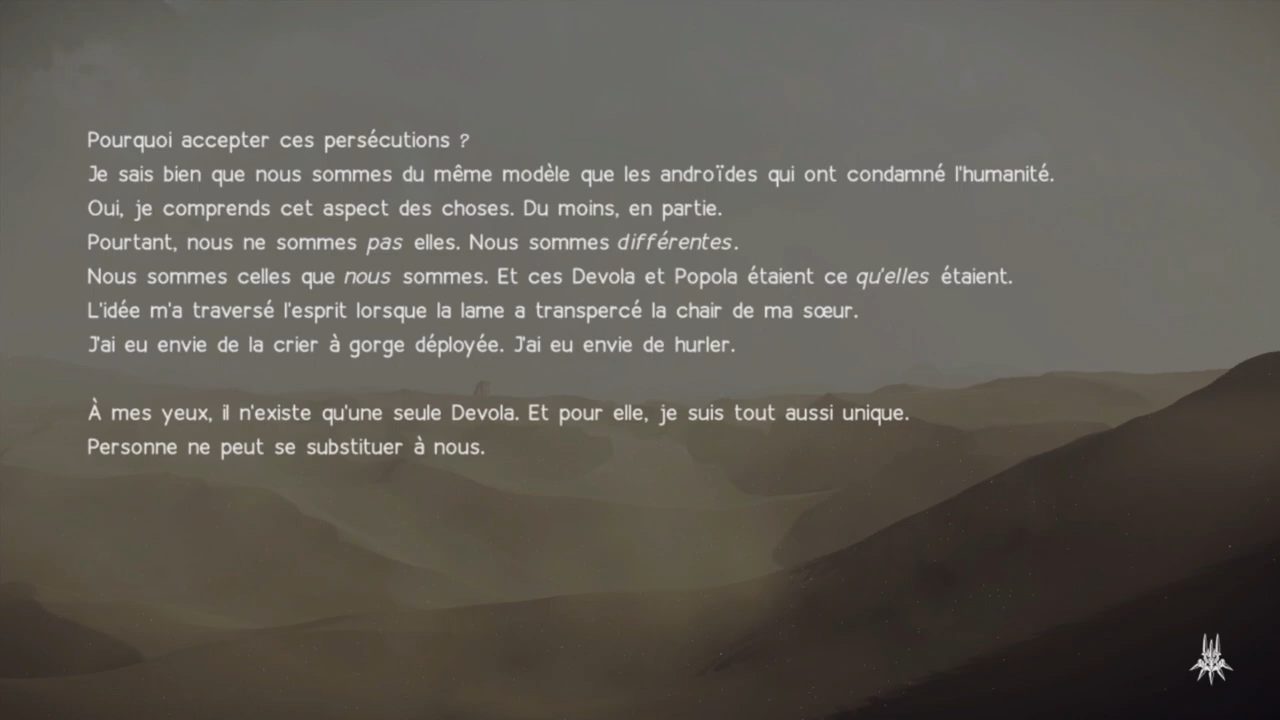 Pourquoi accepter ces persécutions ?
Je sais bien que nous sommes du même modèle que les androïdes qui ont condamné l'humanité.
Oui, je comprends cet aspect des choses. Du moins, en partie.
Pourtant, nous ne sommes pas elles. Nous sommes différentes.
Nous sommes celles que nous sommes. Et ces Devola et Popola étaient ce qu'elles étaient.
L'idée m'a traversé l'esprit lorsque la lame a transpercé la chair de ma sœur.
J'ai eu envie de la crier à gorge déployée. J'ai eu envie de hurler.
À mes yeux, il n'existe qu'une seule Devola. Et pour elle, je suis tout aussi unique.
Personne ne peut se substituer à nous.